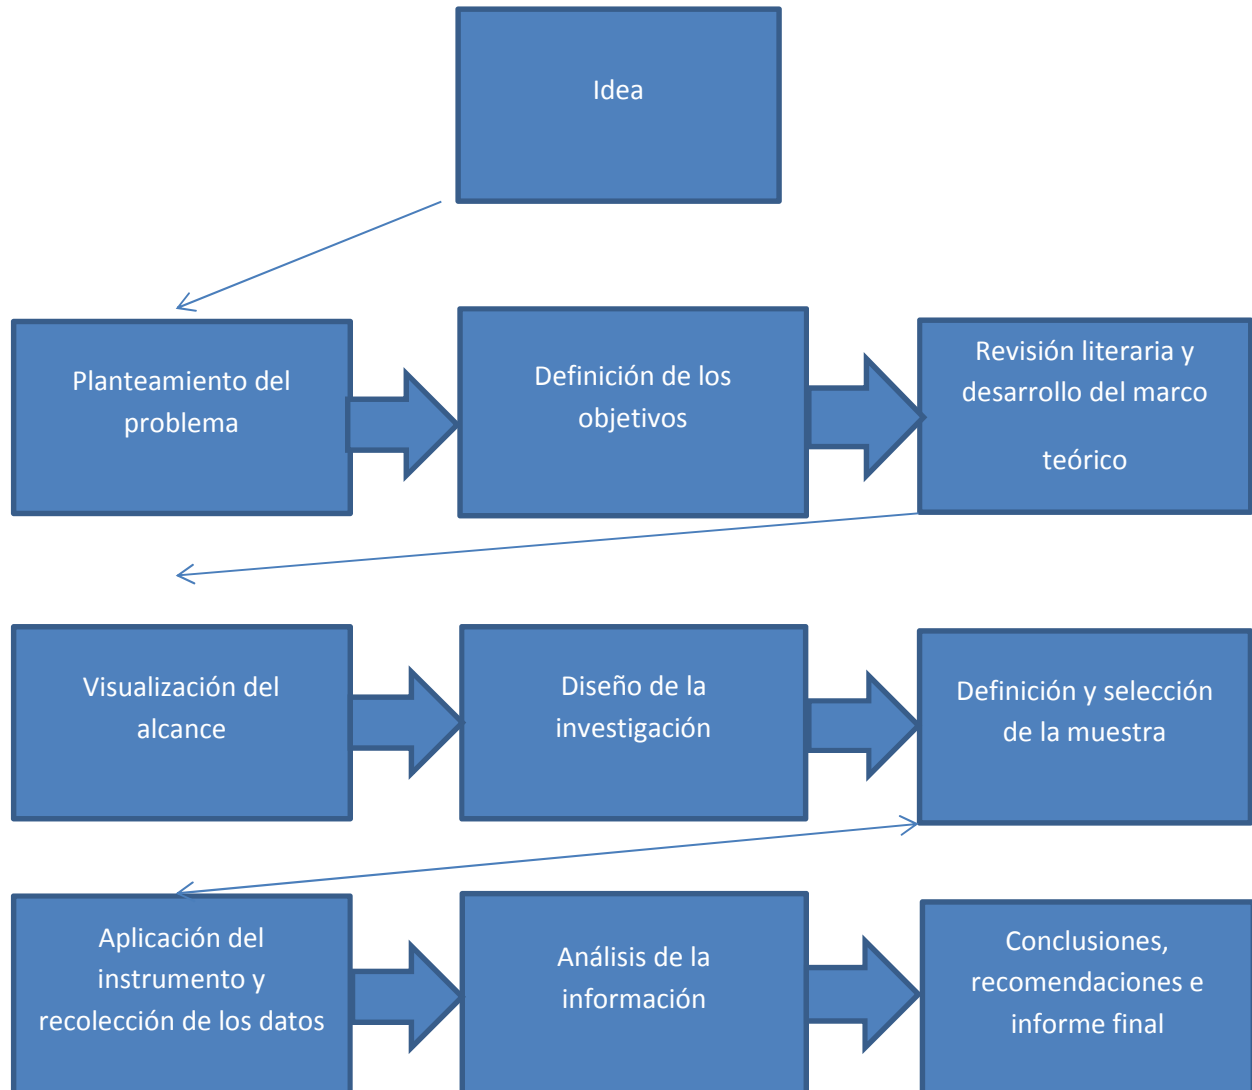 Idea
Planteamiento del
problema
Definición de los
objetivos
Revisión literaria y
desarrollo del marco
teórico
Visualización del
alcance
Diseño de la
investigación
Definición y selección
de la muestra
Aplicación del
instrumento y
recolección de los datos
Análisis de la
información
Conclusiones,
recomendaciones e
informe final